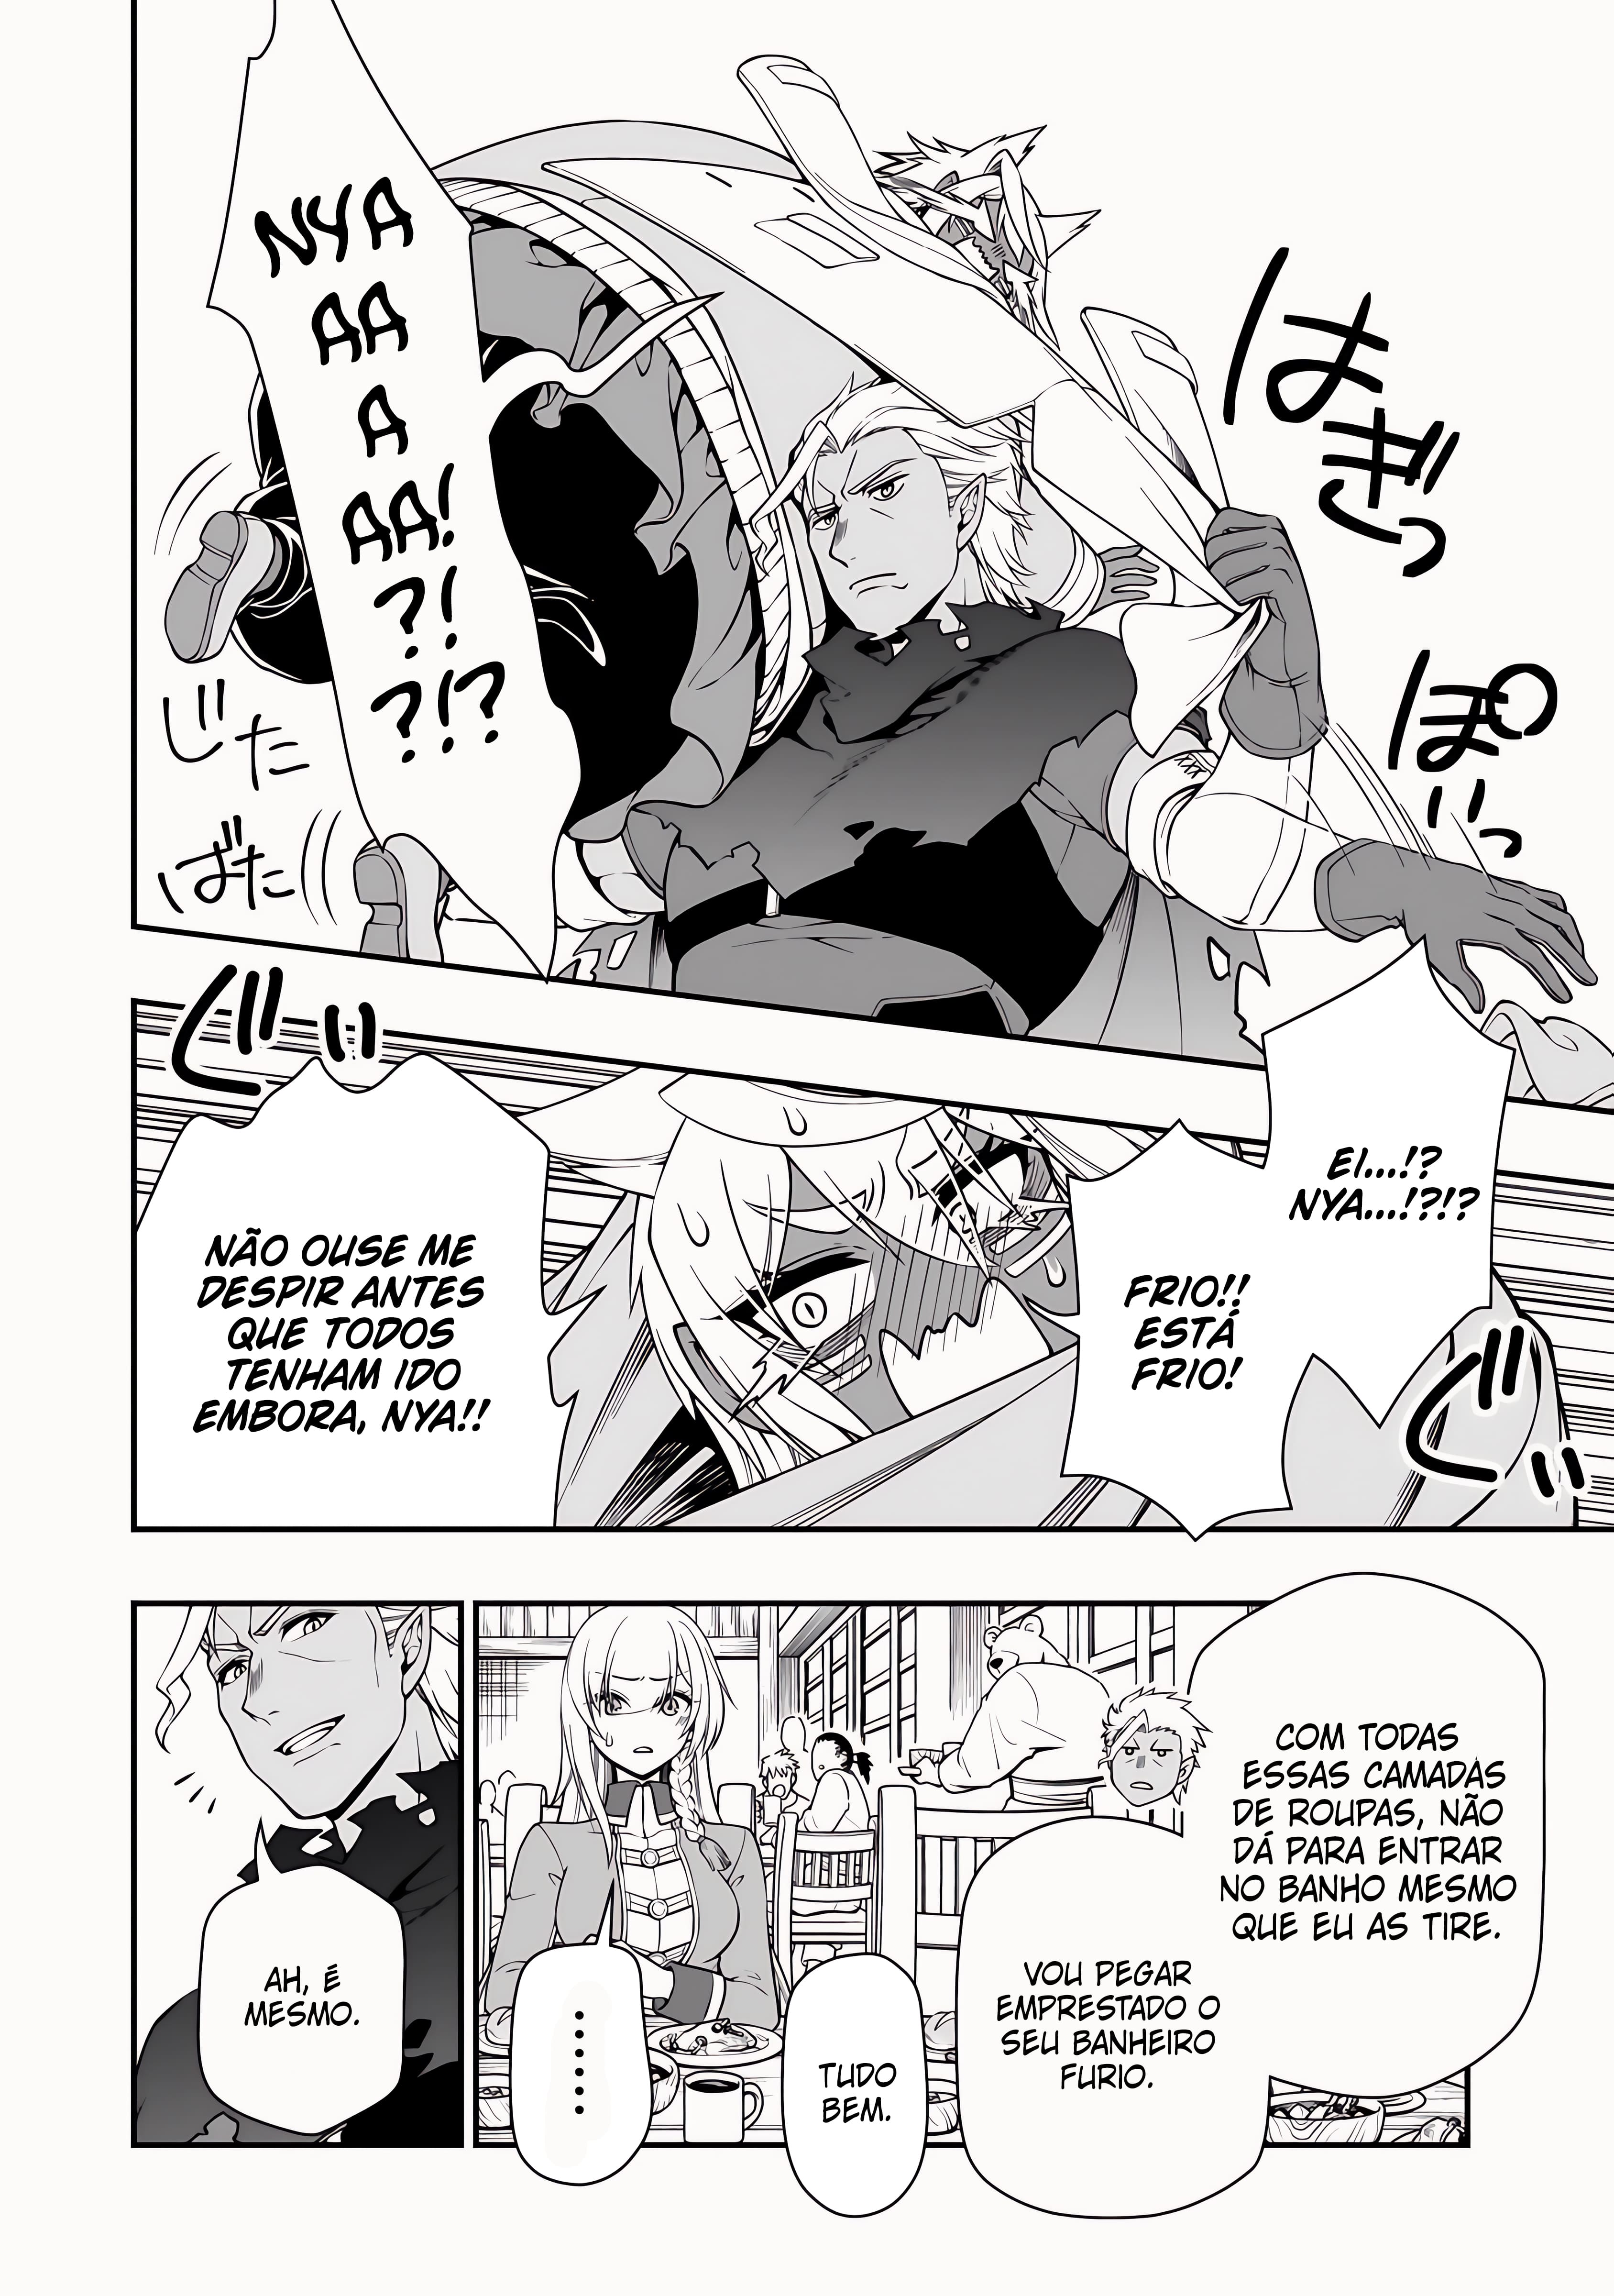 はぎっ
ぽいっ
NYA
AA
A
AA!
?!
?!?
じた
ばた
EI...!?
NYA...!?!?
FRIO!!
ESTÁ
FRIO!
ぐい
ぐい
NÃO OUSE ME
DESPIR ANTES
QUE TODOS
TENHAM IDO
EMBORA, NYA!!
COM TODAS
ESSAS CAMADAS
DE ROUPAS, NÃO
DÁ PARA ENTRAR
NO BANHO MESMO
QUE EU AS TIRE.
VOU PEGAR
EMPRESTADO O
SEU BANHEIRO
FURIO.
TUDO
BEM.
......
AH, É
MESMO.